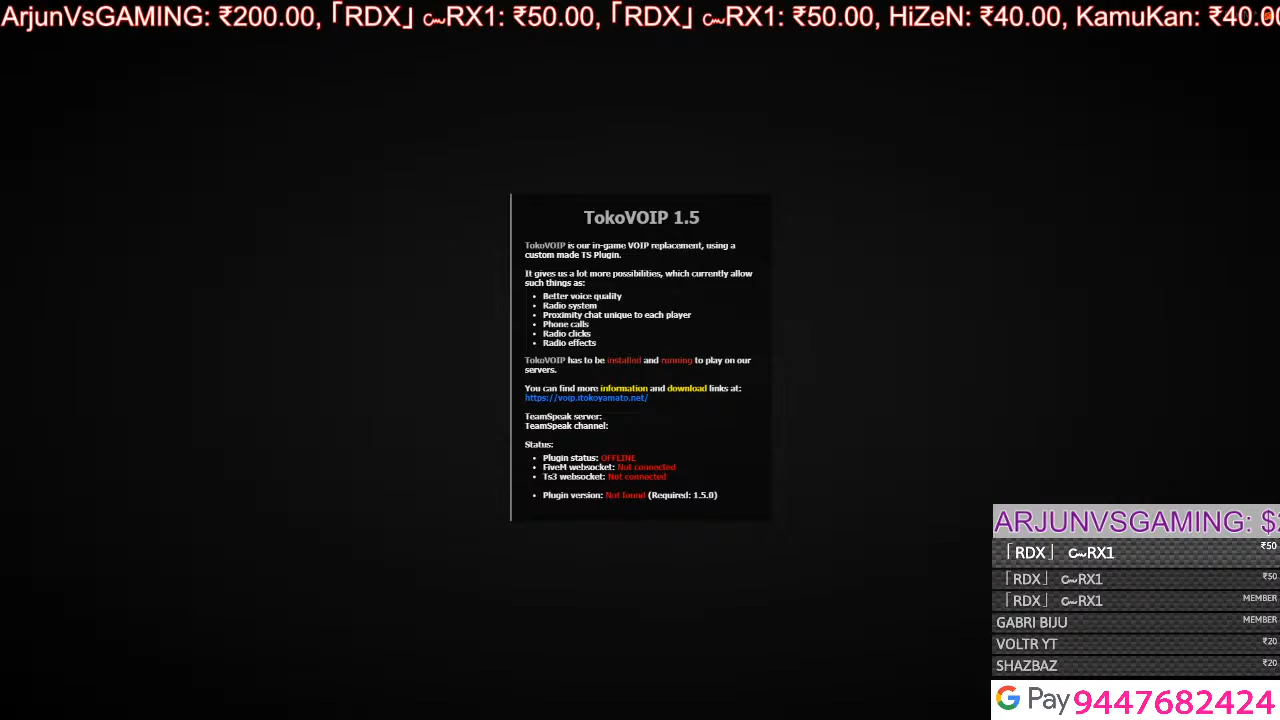 ArjunVsGAMING: ₹200.00, 「RDX」 ౼RX1: ₹50.00, 「RDX」 RX1: ₹50.00, HiZeN: ₹40.00, KamuKan: ₹40.00
TokoVOIP 1.5
TokoVOIP is our in-game VOIP replacement, using a
custom made TS Plugin.
It gives us a lot more possibilities, which currently allow
such things as:
• Better voice quality
• Radio system
• Proximity chat unique to each player
• Phone calls
• Radio clicks
• Radio effects
TokoVOIP has to be installed and running to play on our
servers.
You can find more information and download links at:
https://voip.itokoyamato.net/
TeamSpeak server:
TeamSpeak channel:
Status:
• Plugin status: OFFLINE
• FiveM websocket: Not connected
• Ts3 websocket: Not connected
• Plugin version: Not found (Required: 1.5.0)
ARJUNVSGAMING: $2
「RDX」 RX1 ₹50
「RDX」 RX1 ₹50
「RDX」 RX1 MEMBER
GABRI BIJU MEMBER
VOLTR YT ₹20
SHAZBAZ ₹20
G Pay 9447682424